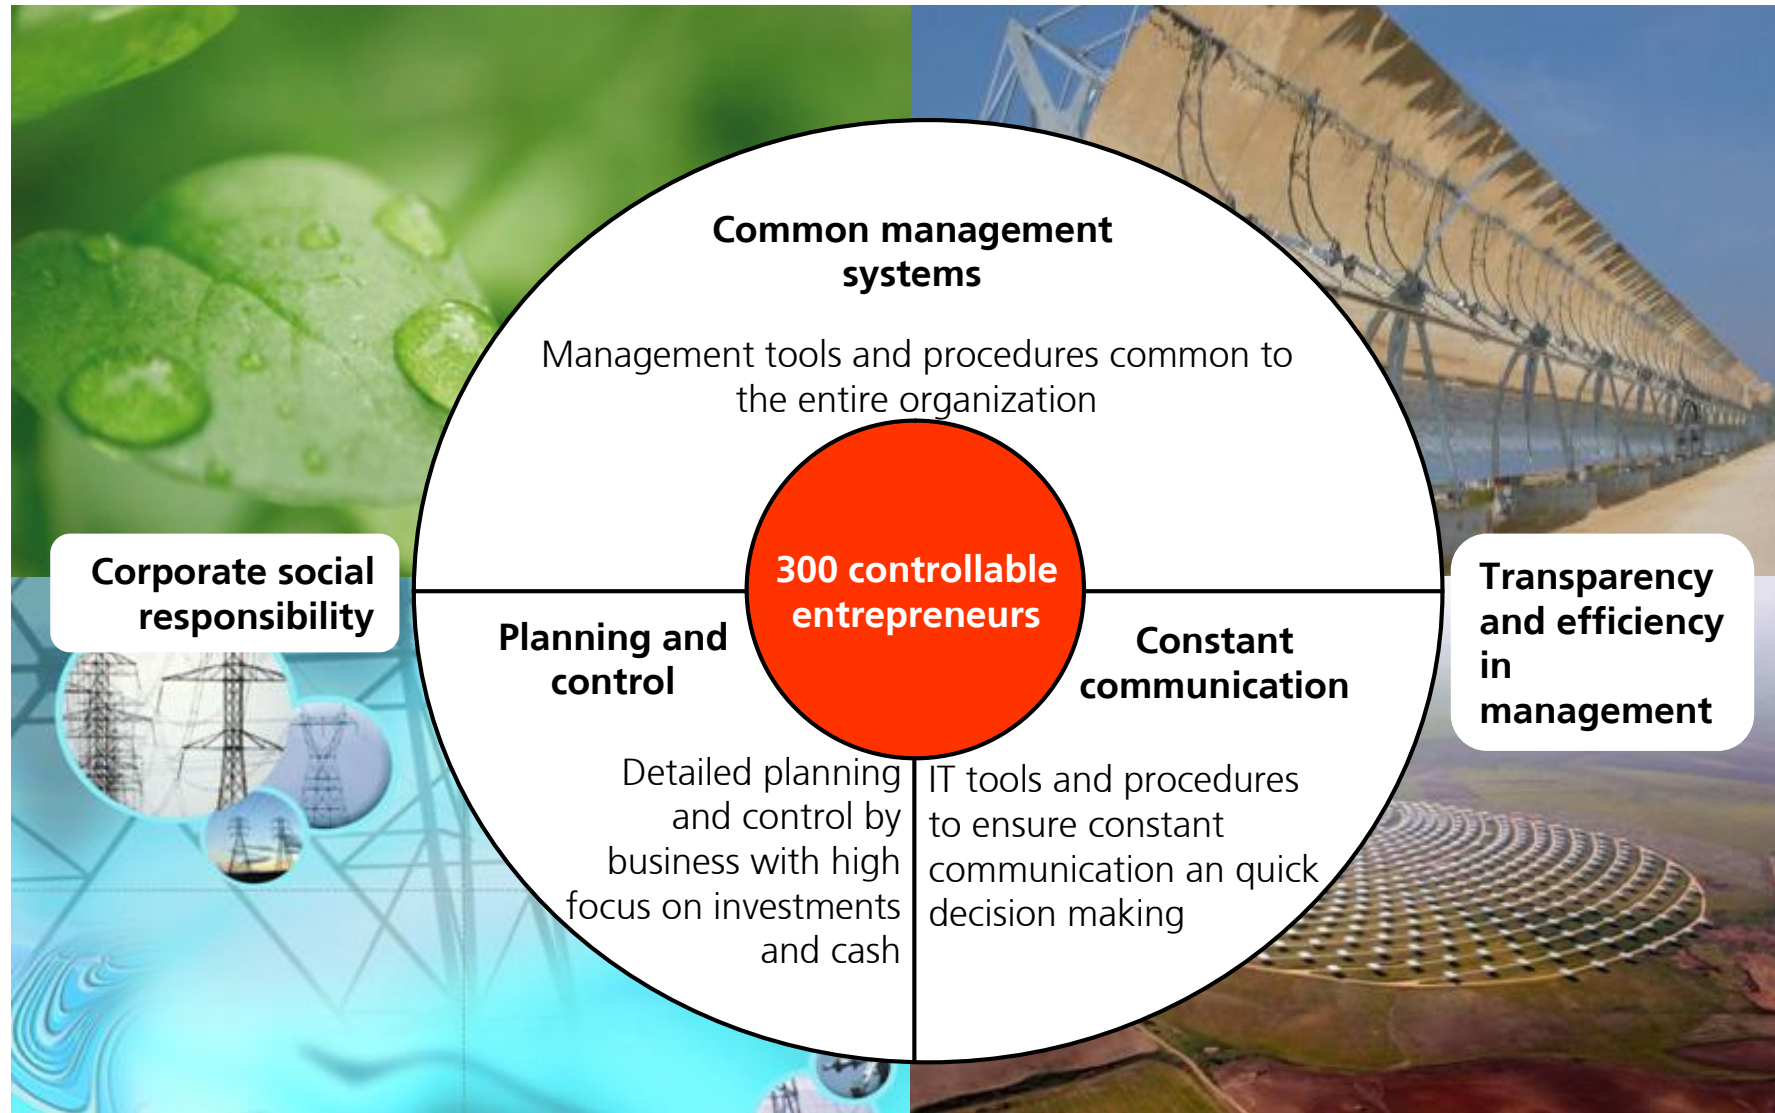 Common management
systems
Management tools and procedures common to
the entire organization
300 controllable
entrepreneurs
Corporate social
responsibility
Transparency
and efficiency
in
management
Planning and
control
Detailed planning
and control by
business with high
focus on investments
and cash
Constant
communication
IT tools and procedures
to ensure constant
communication an quick
decision making